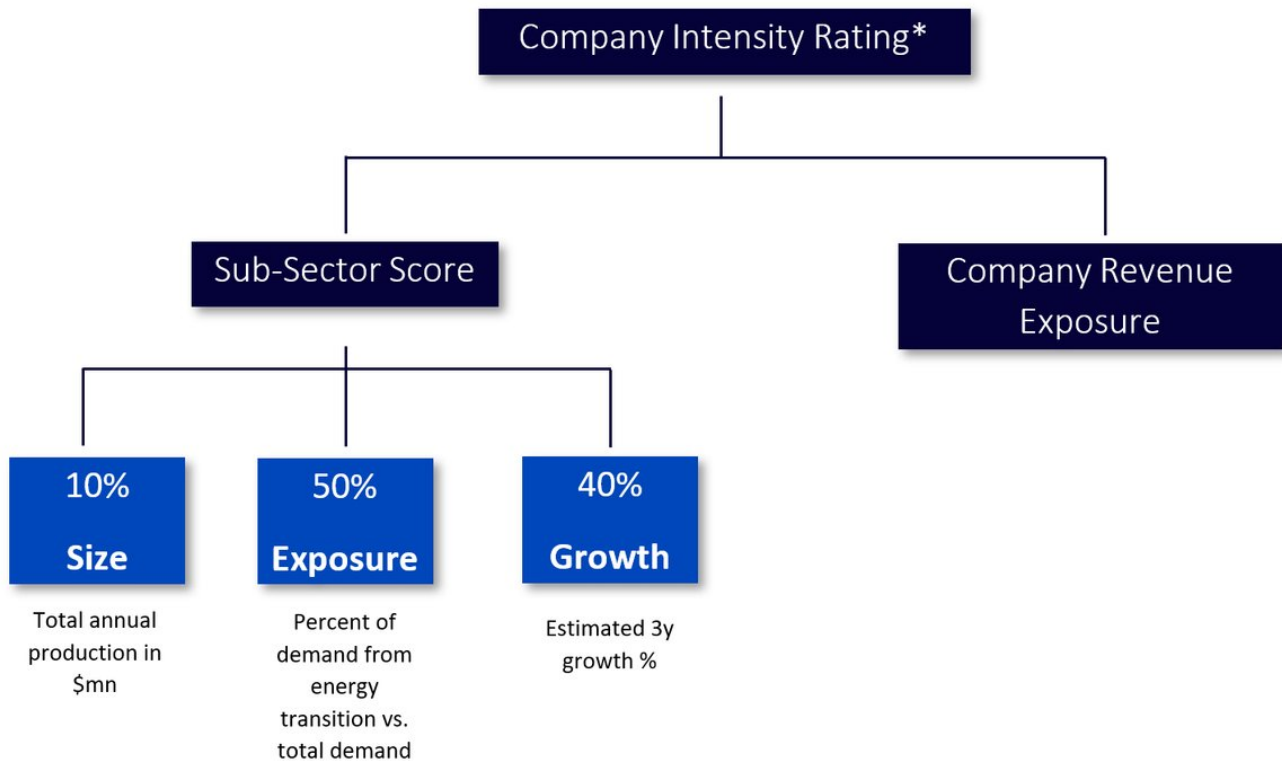 Company Intensity Rating*
Sub-Sector Score
Company Revenue
Exposure
10%
Size
50%
Exposure
40%
Growth
Total annual
production in
$mn
Percent of
demand from
energy
transition vs.
total demand
Estimated 3y
growth %